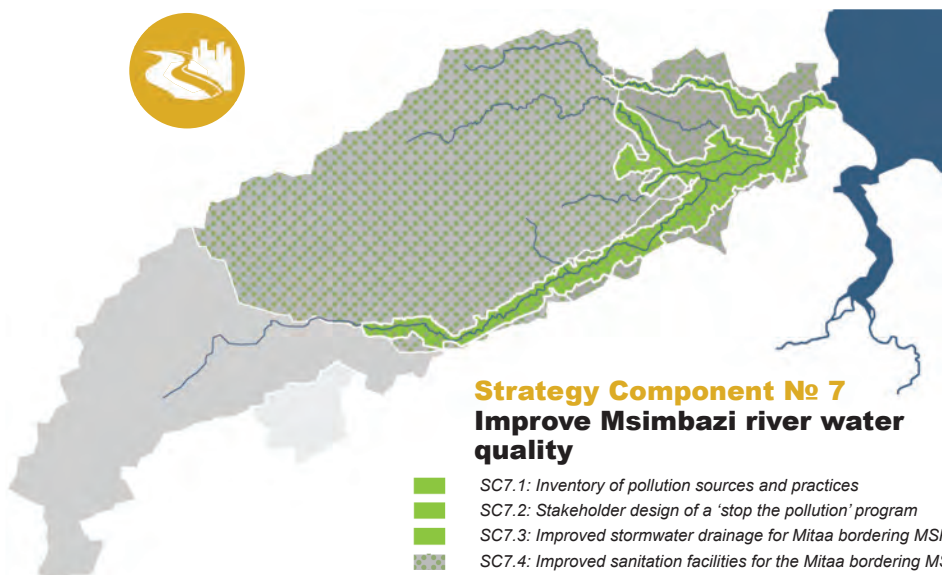 Strategy Component № 7
Improve Msimbazi river water
quality
SC7.1: Inventory of pollution sources and practices
SC7.2: Stakeholder design of a ‘stop the pollution’ program
SC7.3: Improved stormwater drainage for Mitaa bordering
SC7.4: Improved sanitation facilities for the Mitaa bordering